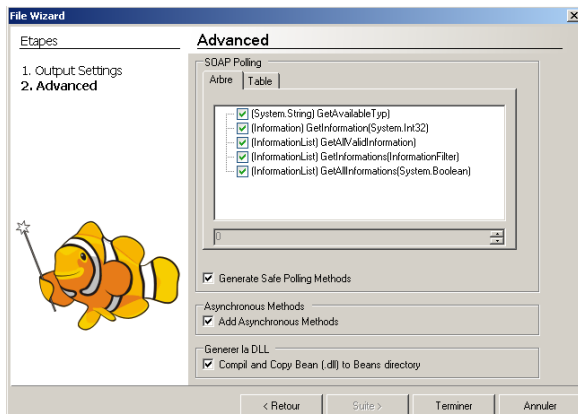 File Wizard
Etapes
1. Output Settings
2. Advanced
Advanced
SOAP Polling
Arbre
Table
(System.String) GetAvailableTyp)
(Information) GetInformation(System.Int32)
(InformationList) GetAllValidInformation)
(InformationList) GetInformations(InformationFilter)
(InformationList) GetAllInformations(System.Boolean)
0
Generate Safe Polling Methods
Asynchronous Methods
Add Asynchronous Methods
Generer la DLL
Compil and Copy Bean (.dll) to Beans directory
< Retour
Suite >
Terminer
Annuler